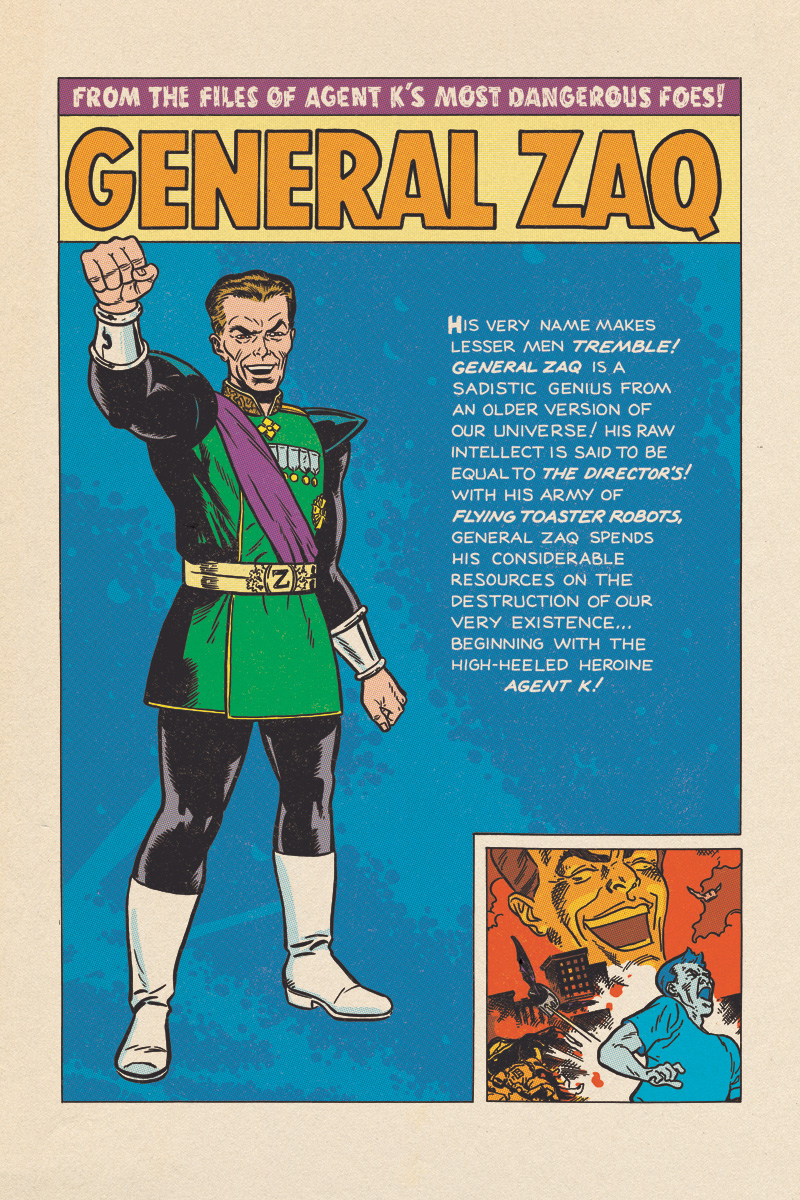 FROM THE FILES OF AGENT K'S MOST DANGEROUS FOES!
GENERAL ZAQ
HIS VERY NAME MAKES
LESSER MEN TREMBLE!
GENERAL ZAQ IS A
SADISTIC GENIUS FROM
AN OLDER VERSION OF
OUR UNIVERSE! HIS RAW
INTELLECT IS SAID TO BE
EQUAL TO THE DIRECTOR'S!
WITH HIS ARMY OF
FLYING TOASTER ROBOTS,
GENERAL ZAQ SPENDS
HIS CONSIDERABLE
RESOURCES ON THE
DESTRUCTION OF OUR
VERY EXISTENCE...
BEGINNING WITH THE
HIGH-HEELED HEROINE
AGENT K!
Z